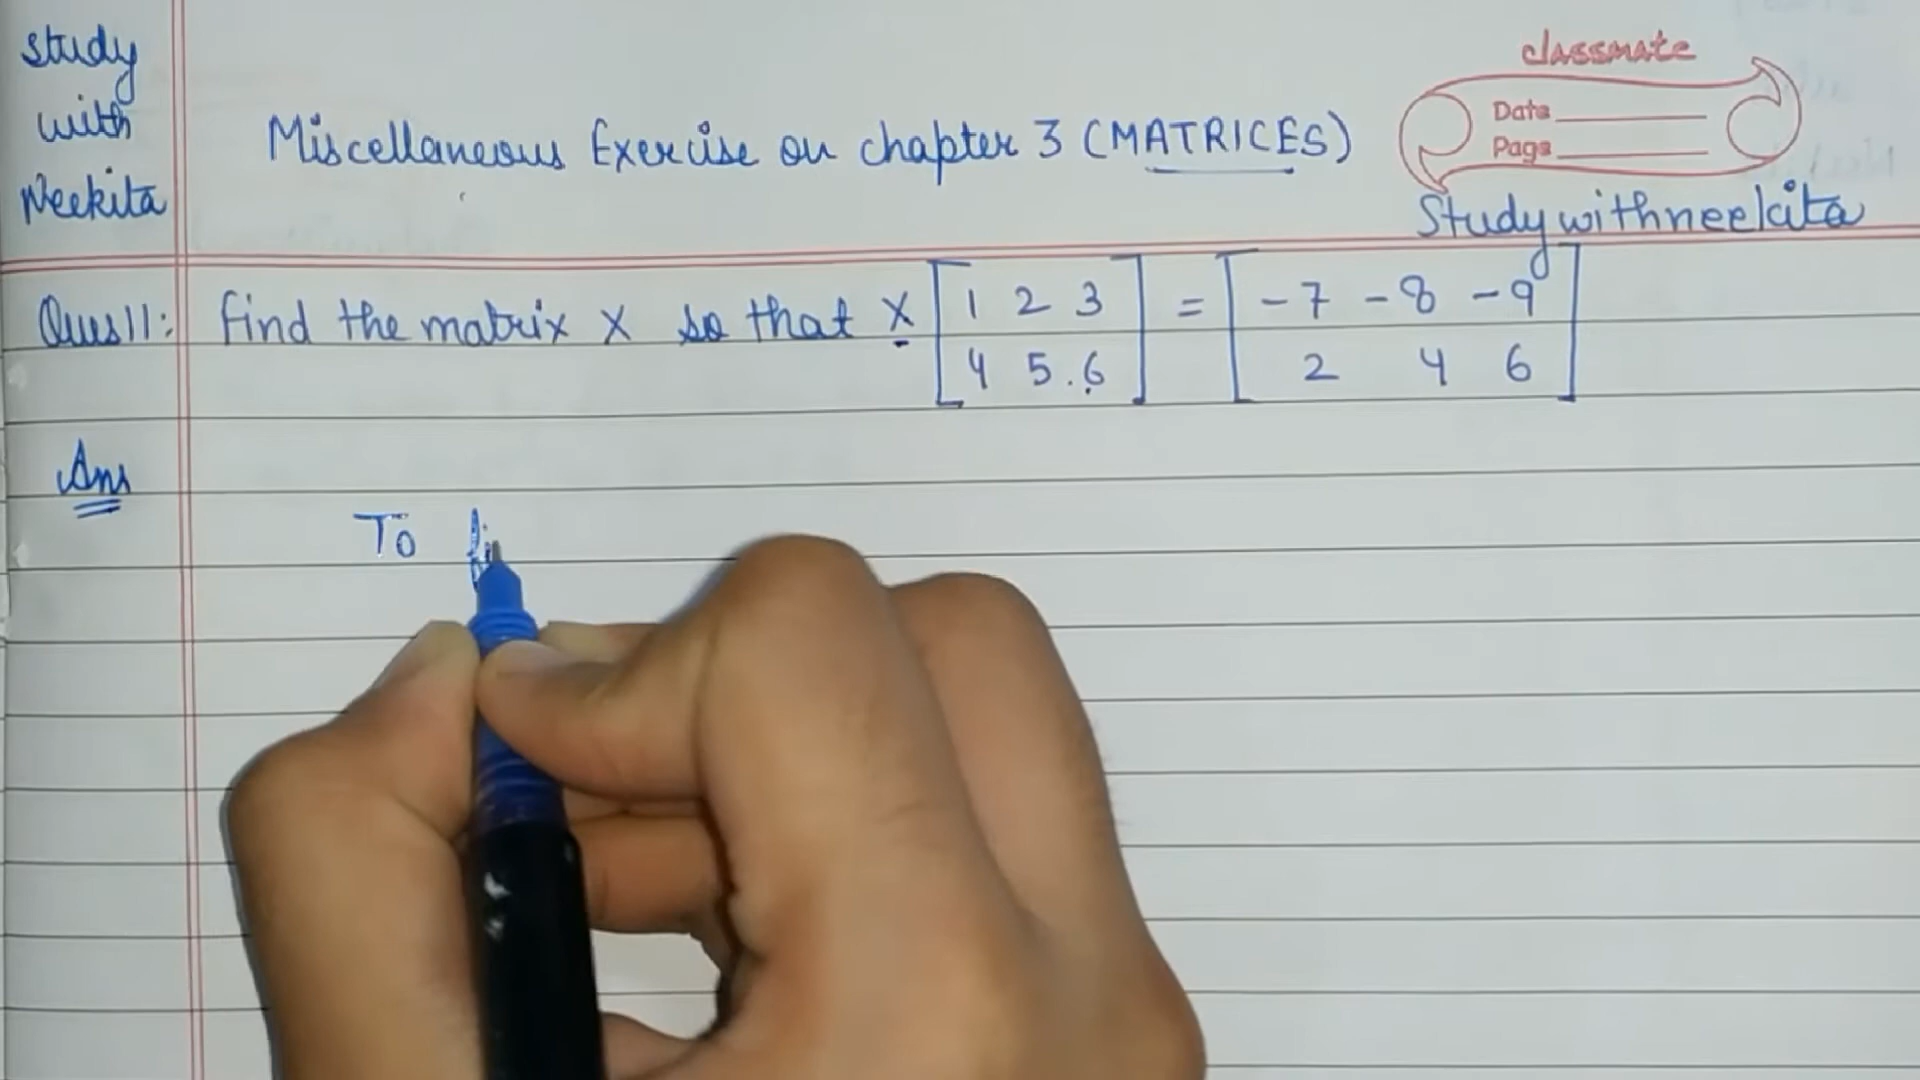 study
with
Neekita
Miscellaneous Exercise on chapter 3 (MATRICES)
classmate
Date
Page
Studywithneekita
Ques11: Find the matrix X so that X [ 1 2 3 ] = [ -7 -8 -9 ]
[ 4 5 . 6 ] [ 2 4 6 ]
Ans
To